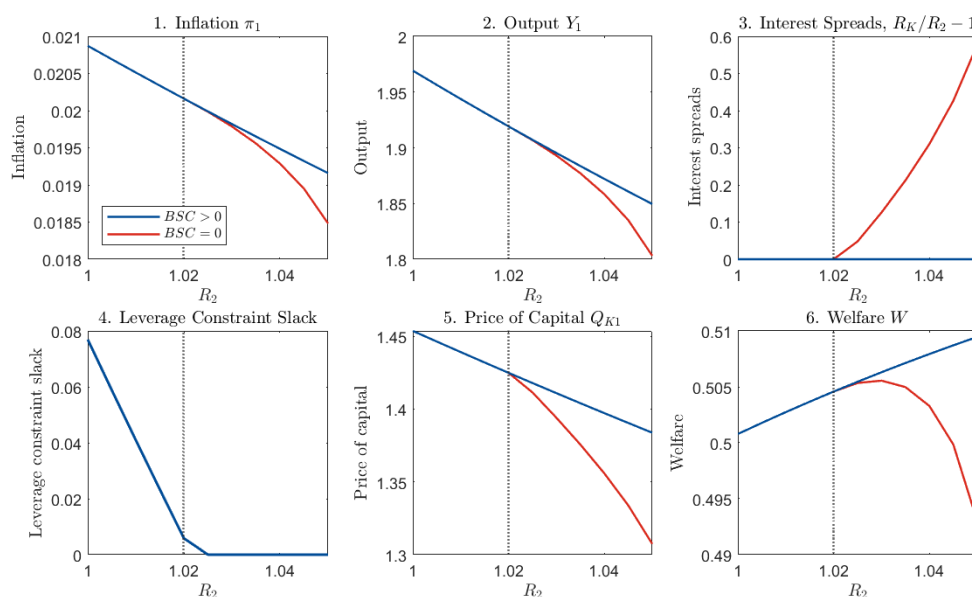 1. Inflation π₁
0.021
0.0205
0.02
0.0195
0.019
0.0185
0.018
Inflation
BSC > 0
BSC = 0
1
1.02
1.04
R₂
2. Output Y₁
2
1.95
1.9
1.85
1.8
Output
1
1.02
1.04
R₂
3. Interest Spreads, R_K/R₂ − 1
0.6
0.5
0.4
0.3
0.2
0.1
0
Interest spreads
1
1.02
1.04
R₂
4. Leverage Constraint Slack
0.08
0.06
0.04
0.02
0
Leverage constraint slack
1
1.02
1.04
R₂
5. Price of Capital Q_K1
1.45
1.4
1.35
1.3
Price of capital
1
1.02
1.04
R₂
6. Welfare W
0.51
0.505
0.5
0.495
0.49
Welfare
1
1.02
1.04
R₂